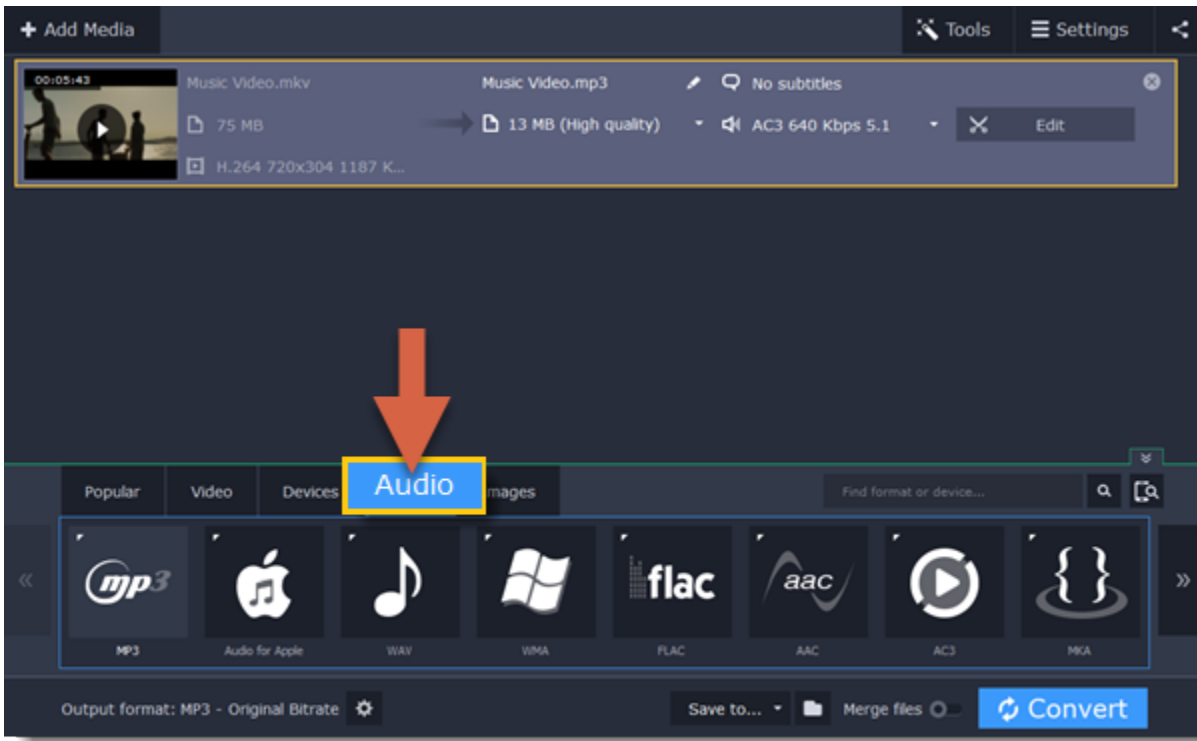 Add Media
Tools
Settings
00:05:43
Music Video.mkv
Music Video.mp3
No subtitles
75 MB
13 MB (High quality)
AC3 640 Kbps 5.1
Edit
H.264 720x304 1187 K...
Popular
Video
Devices
Audio
mages
Find format or device...
mp3
flac
aac
MP3
Audio for Apple
WAV
WMA
FLAC
AAC
AC3
MKA
Output format: MP3 - Original Bitrate
Save to...
Merge files
Convert